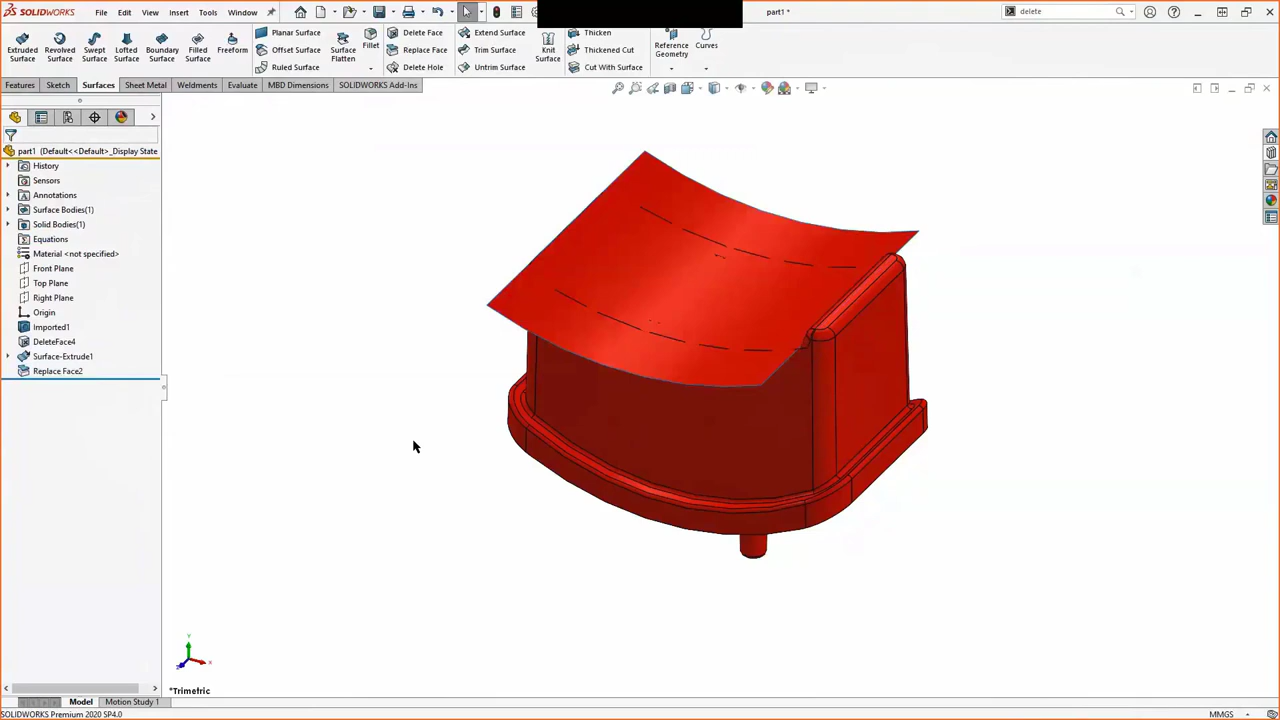 SOLIDWORKS File Edit View Insert Tools Window part1 * delete
Extruded Surface Revolved Surface Swept Surface Lofted Surface Boundary Surface Filled Surface Freeform
Planar Surface
Offset Surface
Ruled Surface
Surface Flatten
Fillet
Delete Face
Replace Face
Delete Hole
Extend Surface
Trim Surface
Untrim Surface
Knit Surface
Thicken
Thickened Cut
Cut With Surface
Reference Geometry
Curves
Features Sketch Surfaces Sheet Metal Weldments Evaluate MBD Dimensions SOLIDWORKS Add-Ins
part1 (Default<<Default>_Display State
History
Sensors
Annotations
Surface Bodies(1)
Solid Bodies(1)
Equations
Material <not specified>
Front Plane
Top Plane
Right Plane
Origin
Imported1
DeleteFace4
Surface-Extrude1
Replace Face2
Y
X
Z
*Trimetric
Model Motion Study 1
SOLIDWORKS Premium 2020 SP4.0 MMGS